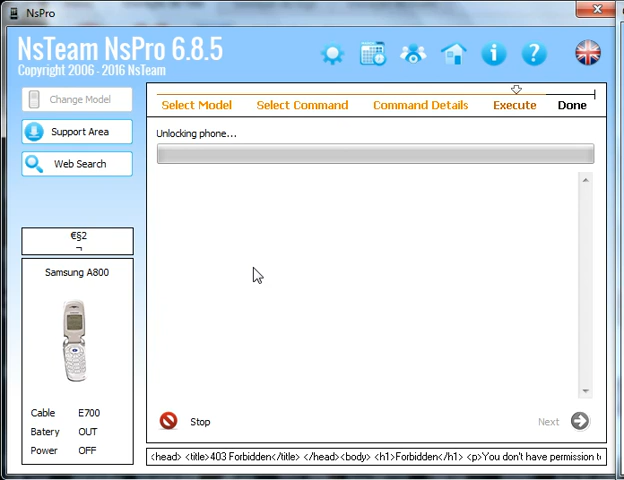 NsPro
NsTeam NsPro 6.8.5
Copyright 2006 - 2016 NsTeam
Change Model
Support Area
Web Search
Select Model Select Command Command Details Execute Done
Unlocking phone...
€§2
¬
Samsung A800
Cable E700
Batery OUT
Power OFF
Stop
Next
<head> <title>403 Forbidden</title> </head><body> <h1>Forbidden</h1> <p>You don't have permission t